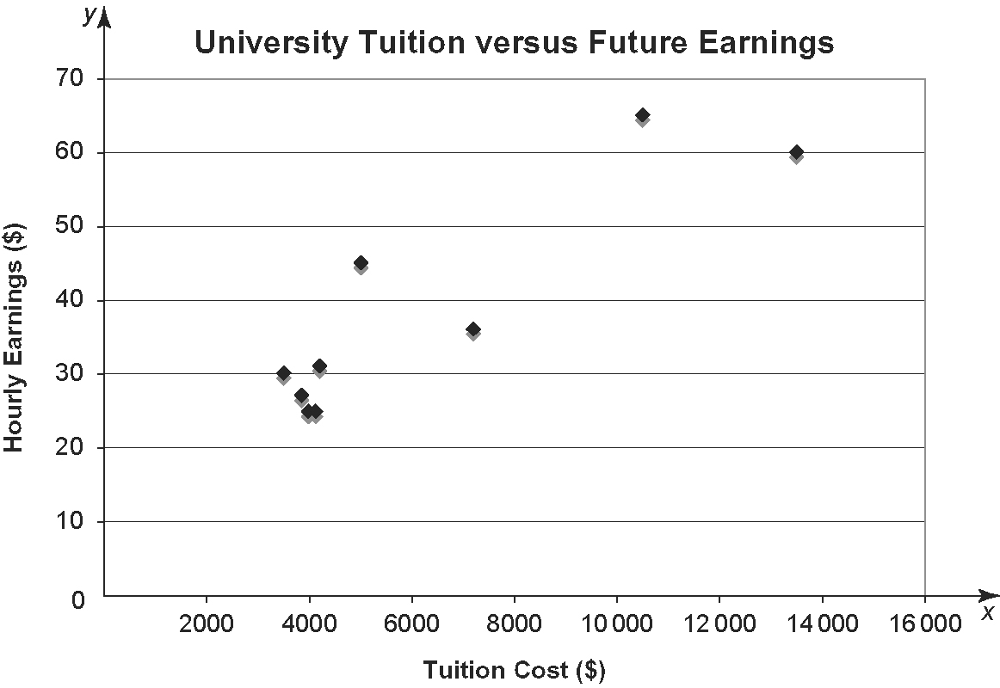 y
University Tuition versus Future Earnings
70
60
50
40
30
20
10
0
Hourly Earnings ($)
2000 4000 6000 8000 10 000 12 000 14 000 16 000
x
Tuition Cost ($)